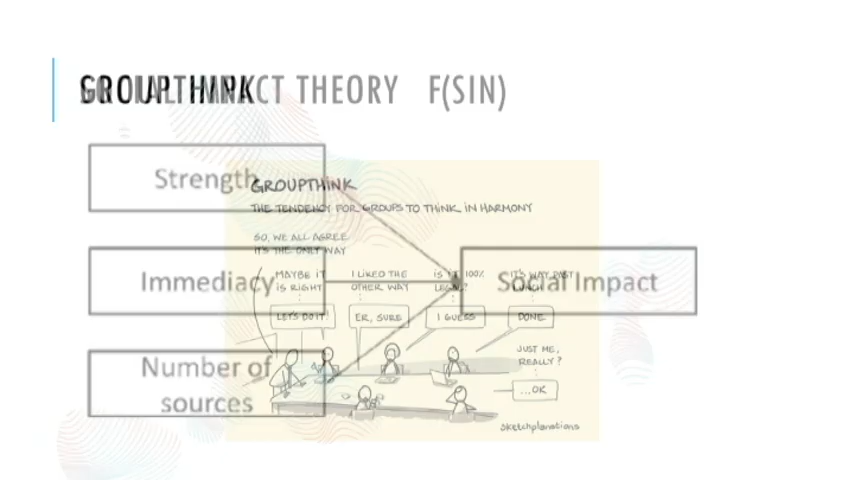 GROUPTHINK
SOCIAL IMPACT THEORY F(SIN)
Strength
Immediacy
Number of
sources
Social Impact
GROUPTHINK
THE TENDENCY FOR GROUPS TO THINK IN HARMONY
SO, WE ALL AGREE
IT'S THE ONLY WAY
MAYBE IT
IS RIGHT
I LIKED THE
OTHER WAY
IS IT 100%
LEGAL?
IT'S WAY PAST
LUNCH
LET'S DO IT!
ER, SURE
I GUESS
DONE
JUST ME,
REALLY?
...OK
sketchplanations